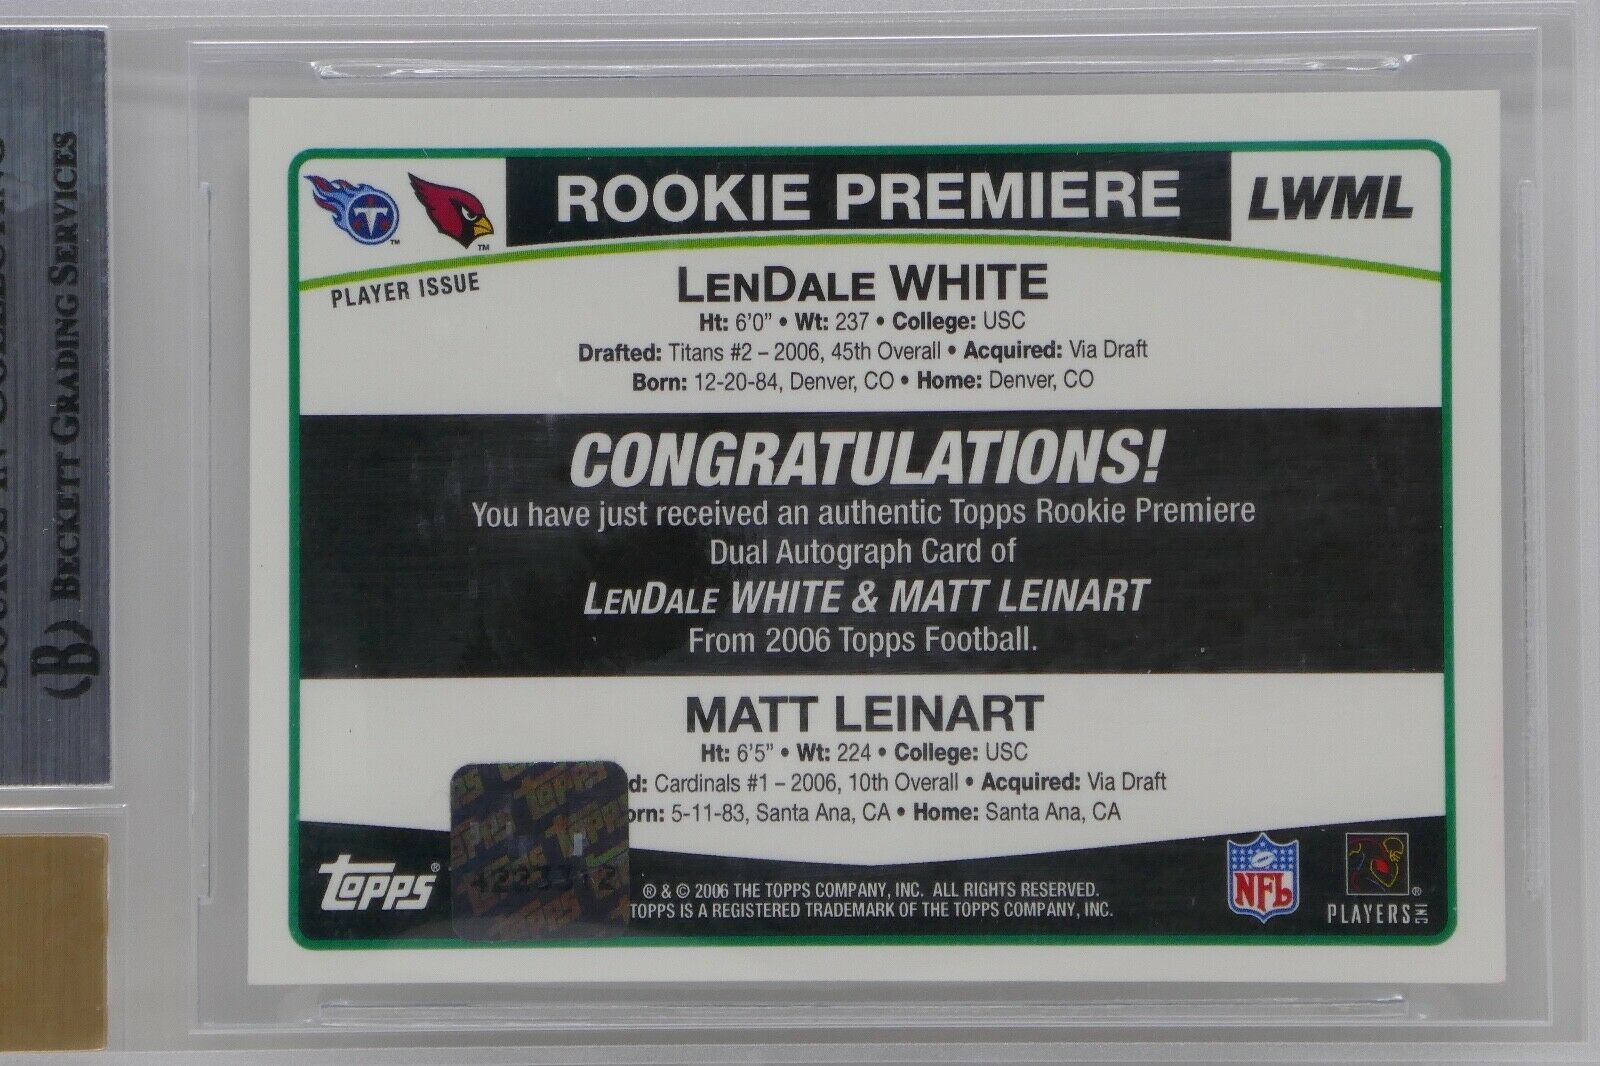 ROOKIE PREMIERE
LWML
PLAYER ISSUE
LENDALE WHITE
Ht: 6'0" • Wt: 237 • College: USC
Drafted: Titans #2 – 2006, 45th Overall • Acquired: Via Draft
Born: 12-20-84, Denver, CO • Home: Denver, CO
CONGRATULATIONS!
You have just received an authentic Topps Rookie Premiere
Dual Autograph Card of
LENDALE WHITE & MATT LEINART
From 2006 Topps Football.
MATT LEINART
Ht: 6'5" • Wt: 224 • College: USC
d: Cardinals #1 – 2006, 10th Overall • Acquired: Via Draft
orn: 5-11-83, Santa Ana, CA • Home: Santa Ana, CA
TOPPS®
® & © 2006 THE TOPPS COMPANY, INC. ALL RIGHTS RESERVED.
TOPPS IS A REGISTERED TRADEMARK OF THE TOPPS COMPANY, INC.
NFL
PLAYERS INC
BECKETT GRADING SERVICES